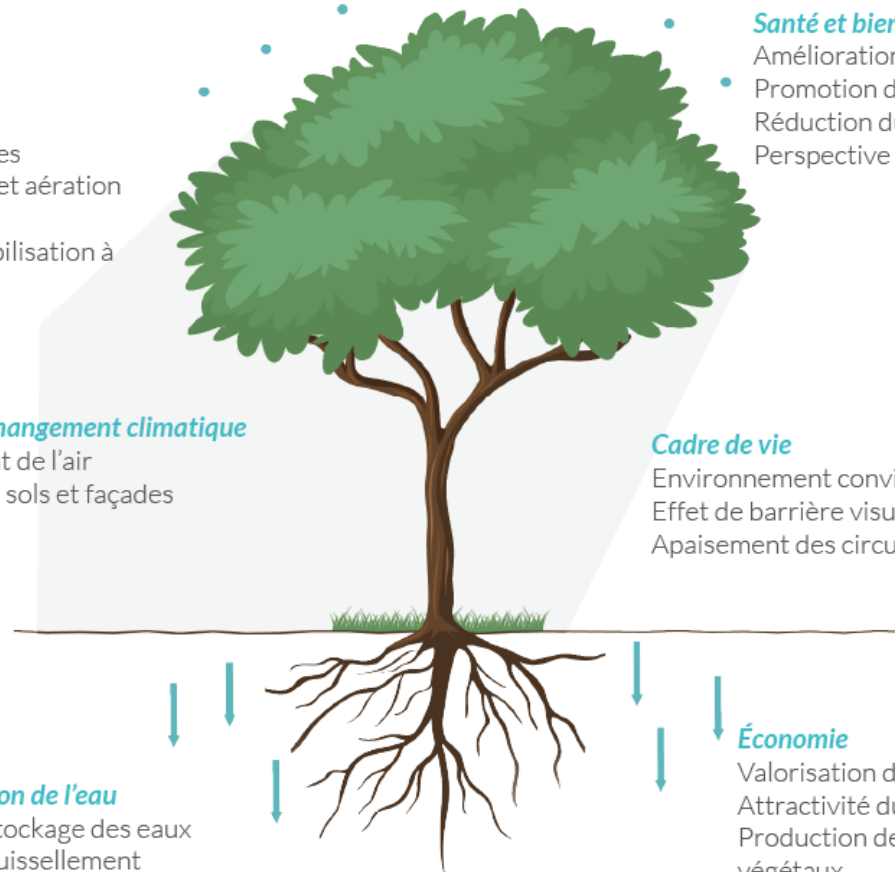 Santé et bien
Amélioration
Promotion d
Réduction du
Perspective
es
et aération
bilisation à
hangement climatique
t de l'air
sols et façades
Cadre de vie
Environnement convi
Effet de barrière visu
Apaisement des circu
Économie
Valorisation d
Attractivité du
Production de
végétaux
on de l'eau
tockage des eaux
uissellement